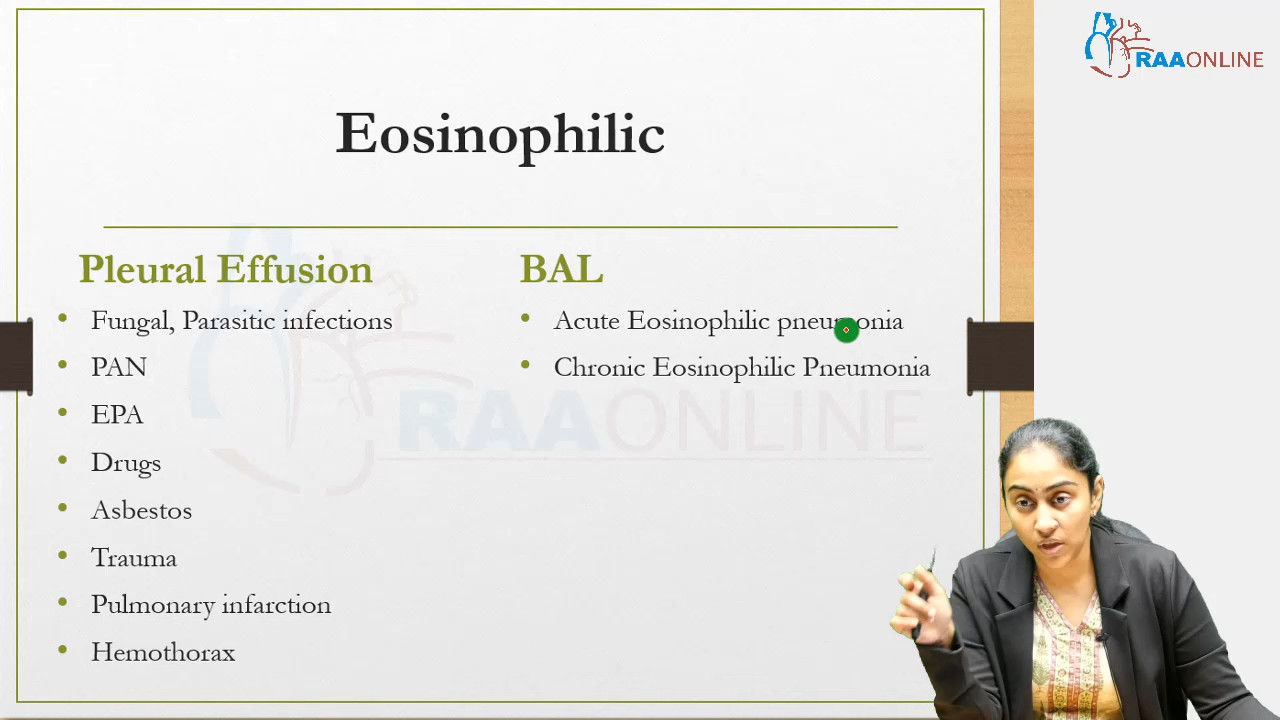 RAAONLINE
Eosinophilic
Pleural Effusion
Fungal, Parasitic infections
PAN
EPA
Drugs
Asbestos
Trauma
Pulmonary infarction
Hemothorax
BAL
Acute Eosinophilic pneumonia
Chronic Eosinophilic Pneumonia
RAAONLINE